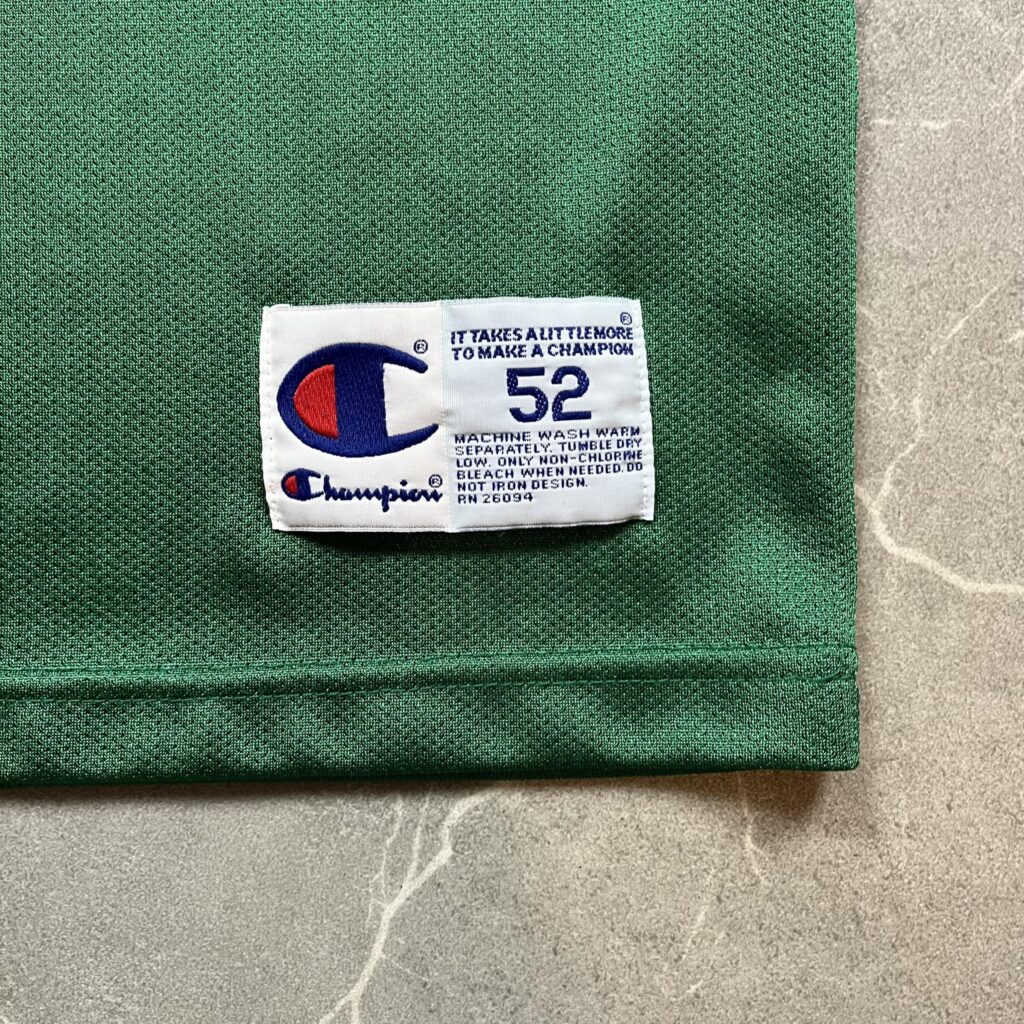 ®
Champion®
®
IT TAKES A LITTLE MORE
TO MAKE A CHAMPION
52
MACHINE WASH WARM
SEPARATELY. TUMBLE DRY
LOW. ONLY NON-CHLORINE
BLEACH WHEN NEEDED. DO
NOT IRON DESIGN.
RN 26094